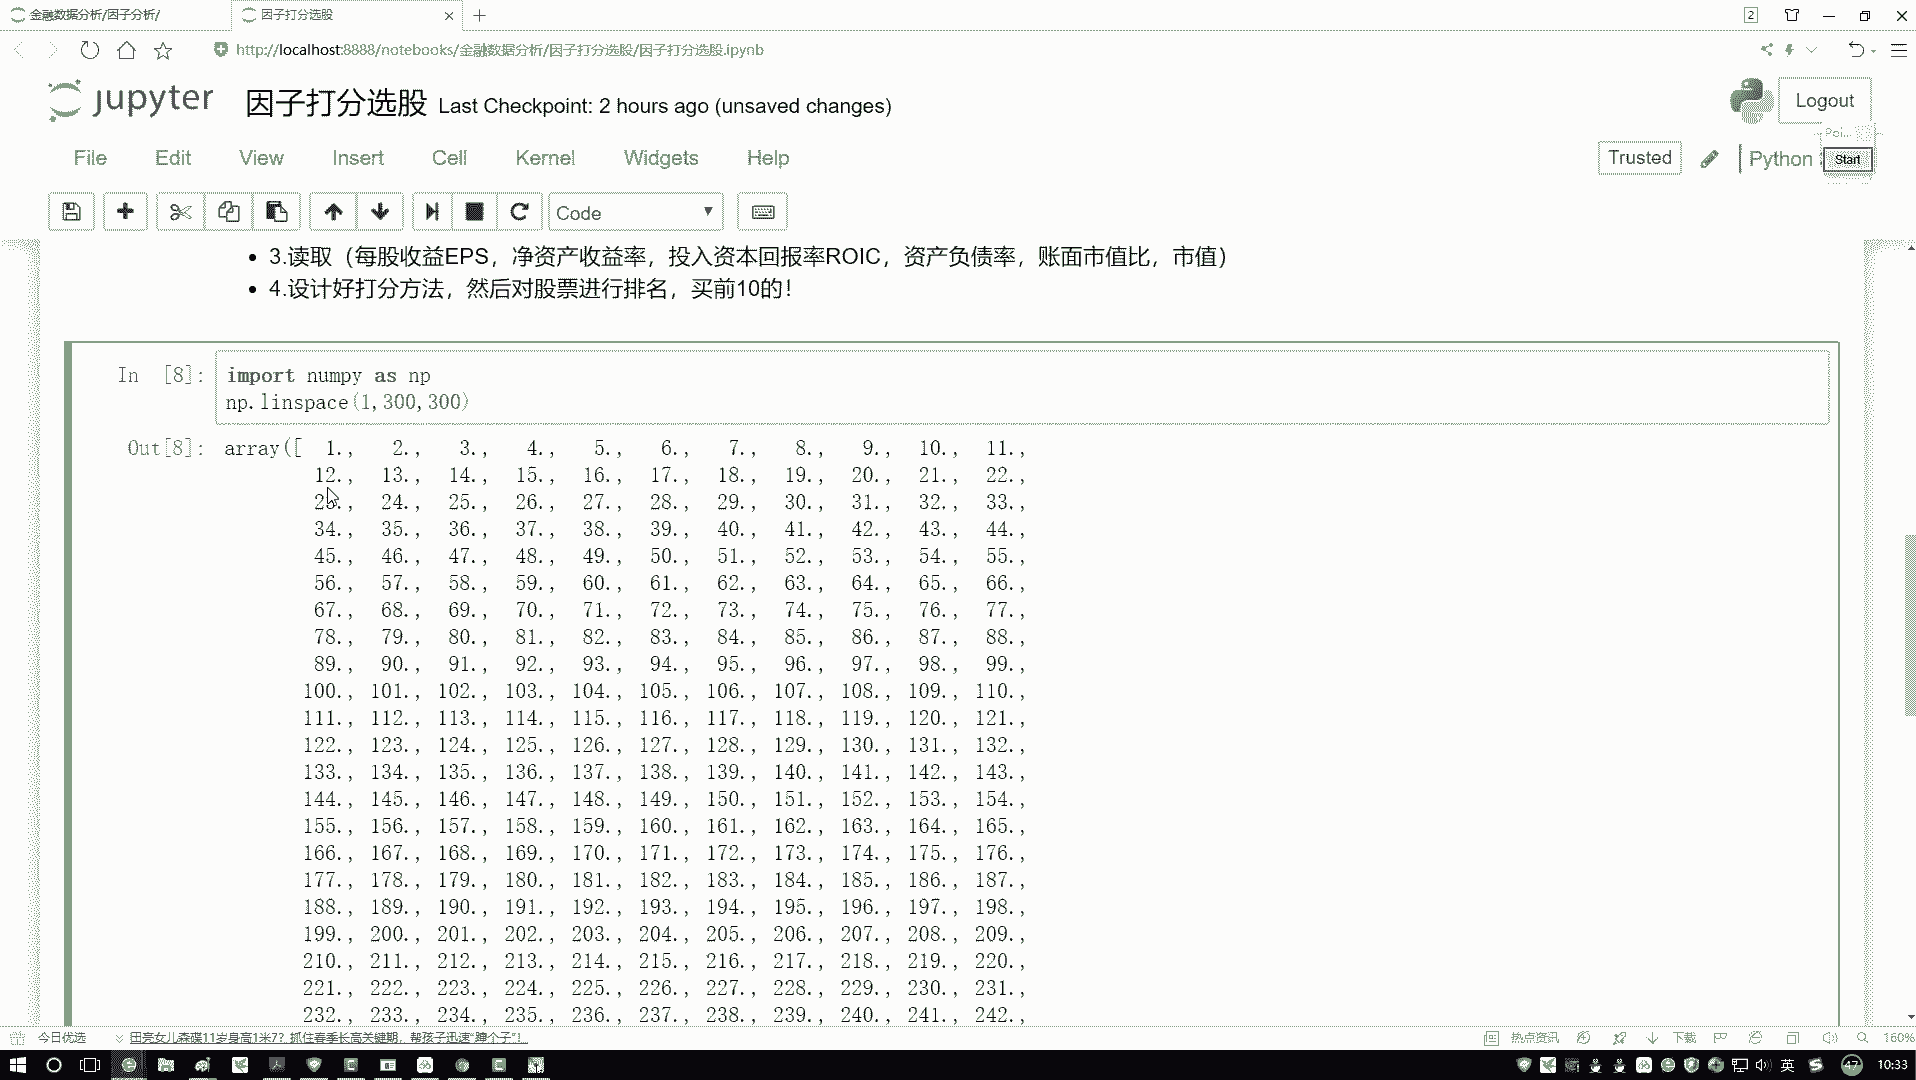 金融数据分析/因子分析/
因子打分选股
2
http://localhost:8888/notebooks/金融数据分析/因子打分选股/因子打分选股.ipynb
jupyter
因子打分选股 Last Checkpoint: 2 hours ago (unsaved changes)
Logout
Poi...
File Edit View Insert Cell Kernel Widgets Help
Trusted
Python
Start
Code
3.读取（每股收益EPS，净资产收益率，投入资本回报率ROIC，资产负债率，账面市值比，市值）
4.设计好打分方法，然后对股票进行排名，买前10的！
In [8]: import numpy as np
np.linspace(1,300,300)
Out[8]: array([ 1., 2., 3., 4., 5., 6., 7., 8., 9., 10., 11.,
12., 13., 14., 15., 16., 17., 18., 19., 20., 21., 22.,
23., 24., 25., 26., 27., 28., 29., 30., 31., 32., 33.,
34., 35., 36., 37., 38., 39., 40., 41., 42., 43., 44.,
45., 46., 47., 48., 49., 50., 51., 52., 53., 54., 55.,
56., 57., 58., 59., 60., 61., 62., 63., 64., 65., 66.,
67., 68., 69., 70., 71., 72., 73., 74., 75., 76., 77.,
78., 79., 80., 81., 82., 83., 84., 85., 86., 87., 88.,
89., 90., 91., 92., 93., 94., 95., 96., 97., 98., 99.,
100., 101., 102., 103., 104., 105., 106., 107., 108., 109., 110.,
111., 112., 113., 114., 115., 116., 117., 118., 119., 120., 121.,
122., 123., 124., 125., 126., 127., 128., 129., 130., 131., 132.,
133., 134., 135., 136., 137., 138., 139., 140., 141., 142., 143.,
144., 145., 146., 147., 148., 149., 150., 151., 152., 153., 154.,
155., 156., 157., 158., 159., 160., 161., 162., 163., 164., 165.,
166., 167., 168., 169., 170., 171., 172., 173., 174., 175., 176.,
177., 178., 179., 180., 181., 182., 183., 184., 185., 186., 187.,
188., 189., 190., 191., 192., 193., 194., 195., 196., 197., 198.,
199., 200., 201., 202., 203., 204., 205., 206., 207., 208., 209.,
210., 211., 212., 213., 214., 215., 216., 217., 218., 219., 220.,
221., 222., 223., 224., 225., 226., 227., 228., 229., 230., 231.,
232., 233., 234., 235., 236., 237., 238., 239., 240., 241., 242.,
今日优选
田亮女儿森碟11岁身高1米7？抓住春季长高关键期，帮孩子迅速“蹿个子”！
热点资讯
下载
160%
英
47
10:33